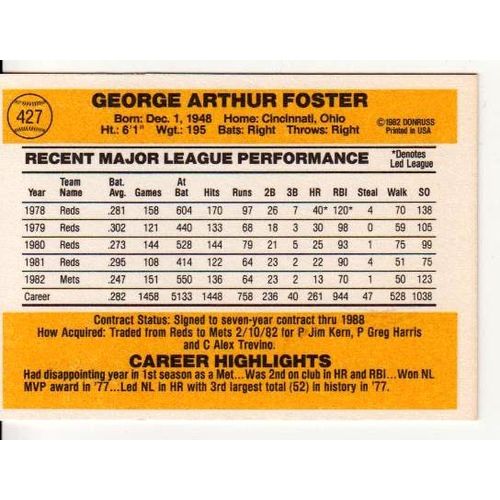 427
GEORGE ARTHUR FOSTER
Born: Dec. 1, 1948 Home: Cincinnati, Ohio
Ht.: 6'1" Wgt.: 195 Bats: Right Throws: Right
©1982 DONRUSS
Printed in USA
RECENT MAJOR LEAGUE PERFORMANCE
*Denotes
Led League
Year Team Name Bat. Avg. Games At Bat Hits Runs 2B 3B HR RBI Steal Walk SO
1978 Reds .281 158 604 170 97 26 7 40* 120* 4 70 138
1979 Reds .302 121 440 133 68 18 3 30 98 0 59 105
1980 Reds .273 144 528 144 79 21 5 25 93 1 75 99
1981 Reds .295 108 414 122 64 23 2 22 90 4 51 75
1982 Mets .247 151 550 136 64 23 2 13 70 1 50 123
Career .282 1458 5133 1448 758 236 40 261 944 47 528 1038
Contract Status: Signed to seven-year contract thru 1988
How Acquired: Traded from Reds to Mets 2/10/82 for P Jim Kern, P Greg Harris
and C Alex Trevino.
CAREER HIGHLIGHTS
Had disappointing year in 1st season as a Met...Was 2nd on club in HR and RBI...Won NL
MVP award in '77...Led NL in HR with 3rd largest total (52) in history in '77.